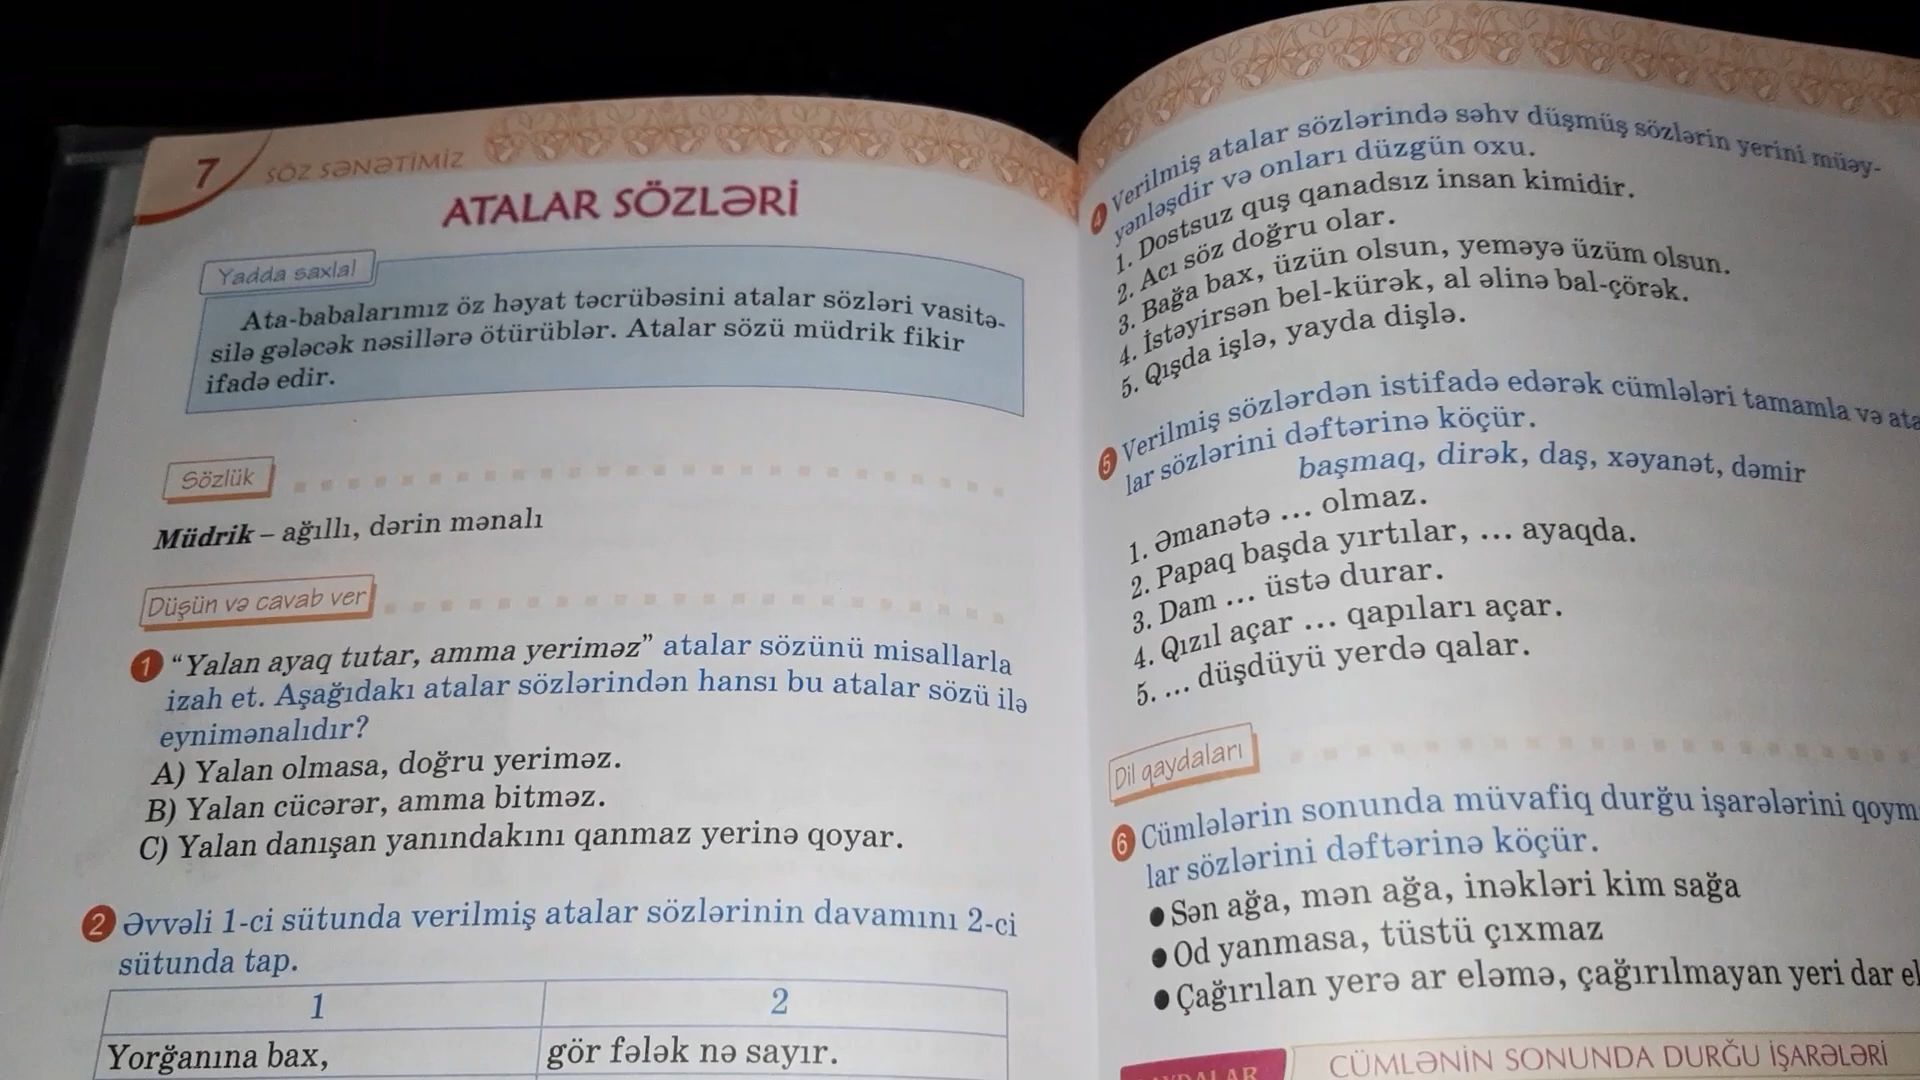 7 SÖZ SƏNƏTİMİZ
ATALAR SÖZLƏRİ
Yadda saxla!
Ata-babalarımız öz həyat təcrübəsini atalar sözləri vasitə-
silə gələcək nəsillərə ötürüblər. Atalar sözü müdrik fikir
ifadə edir.
Sözlük
Müdrik – ağıllı, dərin mənalı
Düşün və cavab ver
1 “Yalan ayaq tutar, amma yeriməz” atalar sözünü misallarla
izah et. Aşağıdakı atalar sözlərindən hansı bu atalar sözü ilə
eynimənalıdır?
A) Yalan olmasa, doğru yeriməz.
B) Yalan cücərər, amma bitməz.
C) Yalan danışan yanındakını qanmaz yerinə qoyar.
2 Əvvəli 1-ci sütunda verilmiş atalar sözlərinin davamını 2-ci
sütunda tap.
1 2
Yorğanına bax, gör fələk nə sayır.
4 Verilmiş atalar sözlərində səhv düşmüş sözlərin yerini müəy-
yənləşdir və onları düzgün oxu.
1. Dostsuz quş qanadsız insan kimidir.
2. Acı söz doğru olar.
3. Bağa bax, üzün olsun, yeməyə üzüm olsun.
4. İstəyirsən bel-kürək, al əlinə bal-çörək.
5. Qışda işlə, yayda dişlə.
5 Verilmiş sözlərdən istifadə edərək cümlələri tamamla və ata
lar sözlərini dəftərinə köçür.
başmaq, dirək, daş, xəyanət, dəmir
1. Əmanətə ... olmaz.
2. Papaq başda yırtılar, ... ayaqda.
3. Dam ... üstə durar.
4. Qızıl açar ... qapıları açar.
5. ... düşdüyü yerdə qalar.
Dil qaydaları
6 Cümlələrin sonunda müvafiq durğu işarələrini qoym
lar sözlərini dəftərinə köçür.
● Sən ağa, mən ağa, inəkləri kim sağa
● Od yanmasa, tüstü çıxmaz
● Çağırılan yerə ar eləmə, çağırılmayan yeri dar el
CÜMLƏNİN SONUNDA DURĞU İŞARƏLƏRİ